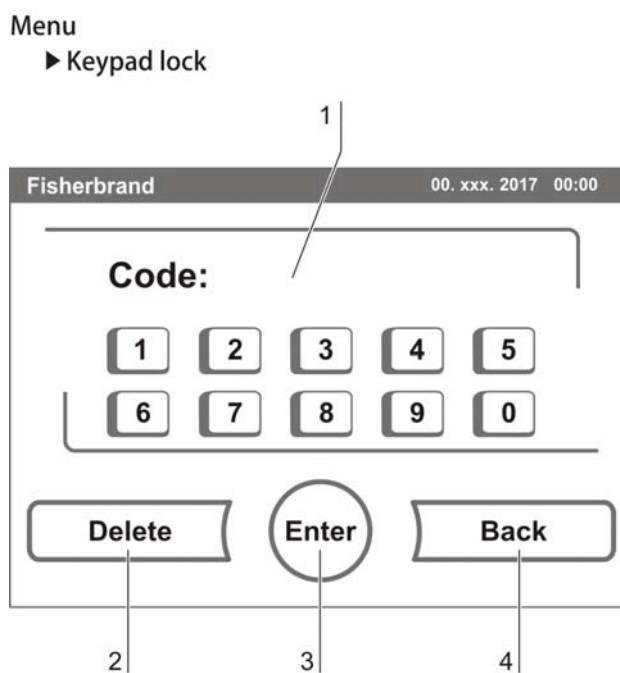 Menu
▶ Keypad lock
1
Fisherbrand 00. xxx. 2017 00:00
Code:
1 2 3 4 5
6 7 8 9 0
Delete Enter Back
2 3 4